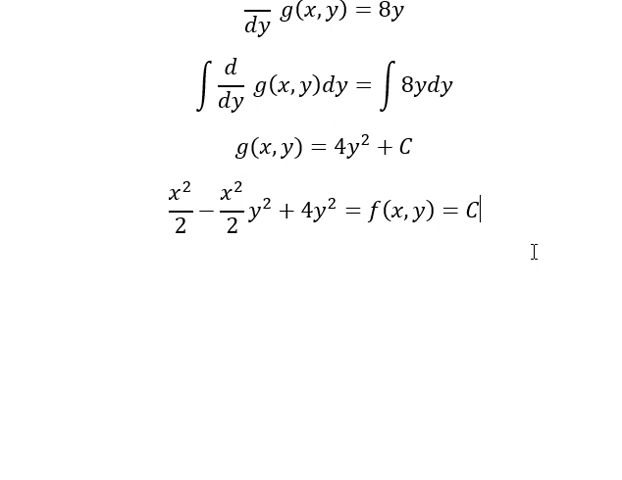 dy g(x, y) = 8y
∫ d/dy g(x, y)dy = ∫ 8ydy
g(x, y) = 4y² + C
x²/2 − x²/2 y² + 4y² = f(x, y) = C